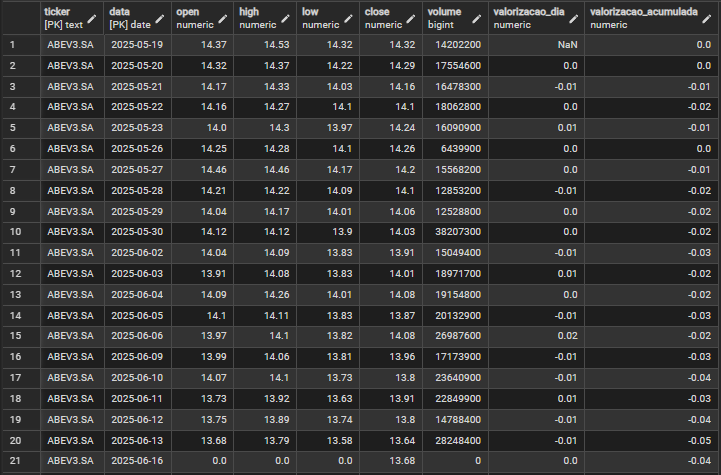 ticker data open high low close volume valorizacao_dia valorizacao_acumulada
[PK] text [PK] date numeric numeric numeric numeric bigint numeric numeric
1 ABEV3.SA 2025-05-19 14.37 14.53 14.32 14.32 14202200 NaN 0.0
2 ABEV3.SA 2025-05-20 14.32 14.37 14.22 14.29 17554600 0.0 0.0
3 ABEV3.SA 2025-05-21 14.17 14.33 14.03 14.16 16478300 -0.01 -0.01
4 ABEV3.SA 2025-05-22 14.16 14.27 14.1 14.1 18062800 0.0 -0.02
5 ABEV3.SA 2025-05-23 14.0 14.3 13.97 14.24 16090900 0.01 -0.01
6 ABEV3.SA 2025-05-26 14.25 14.28 14.1 14.26 6439900 0.0 0.0
7 ABEV3.SA 2025-05-27 14.46 14.46 14.17 14.2 15568200 0.0 -0.01
8 ABEV3.SA 2025-05-28 14.21 14.22 14.09 14.1 12853200 -0.01 -0.02
9 ABEV3.SA 2025-05-29 14.04 14.17 14.01 14.06 12528800 0.0 -0.02
10 ABEV3.SA 2025-05-30 14.12 14.12 13.9 14.03 38207300 0.0 -0.02
11 ABEV3.SA 2025-06-02 14.04 14.09 13.83 13.91 15049400 -0.01 -0.03
12 ABEV3.SA 2025-06-03 13.91 14.08 13.83 14.01 18971700 0.01 -0.02
13 ABEV3.SA 2025-06-04 14.09 14.26 14.01 14.08 19154800 0.0 -0.02
14 ABEV3.SA 2025-06-05 14.1 14.11 13.83 13.87 20132900 -0.01 -0.03
15 ABEV3.SA 2025-06-06 13.97 14.1 13.82 14.08 26987600 0.02 -0.02
16 ABEV3.SA 2025-06-09 13.99 14.06 13.81 13.96 17173900 -0.01 -0.03
17 ABEV3.SA 2025-06-10 14.07 14.1 13.73 13.8 23640900 -0.01 -0.04
18 ABEV3.SA 2025-06-11 13.73 13.92 13.63 13.91 22849900 0.01 -0.03
19 ABEV3.SA 2025-06-12 13.75 13.89 13.74 13.8 14788400 -0.01 -0.04
20 ABEV3.SA 2025-06-13 13.68 13.79 13.58 13.64 28248400 -0.01 -0.05
21 ABEV3.SA 2025-06-16 0.0 0.0 0.0 13.68 0 0.0 -0.04